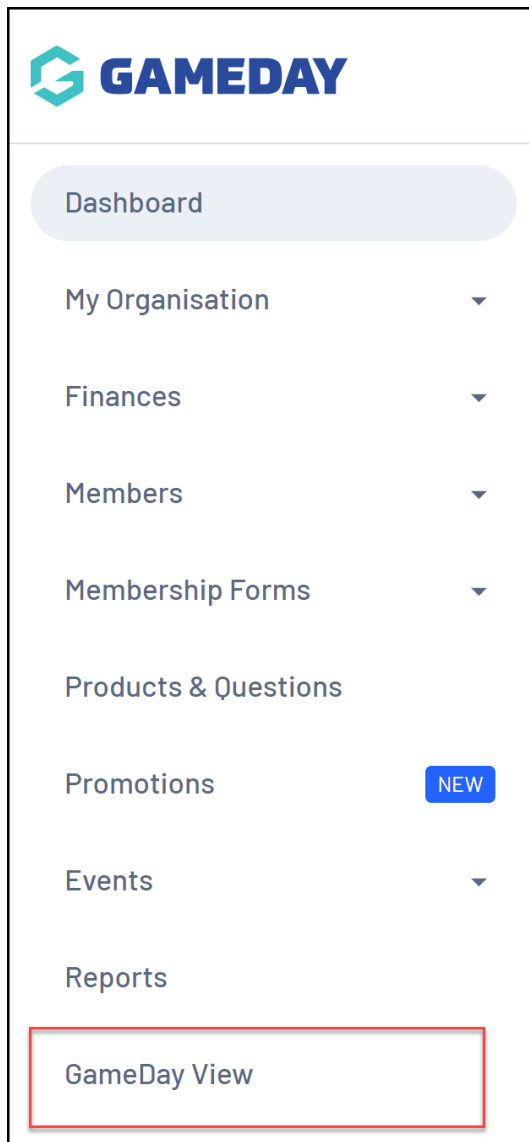 GAMEDAY
Dashboard
My Organisation
Finances
Members
Membership Forms
Products & Questions
Promotions NEW
Events
Reports
GameDay View